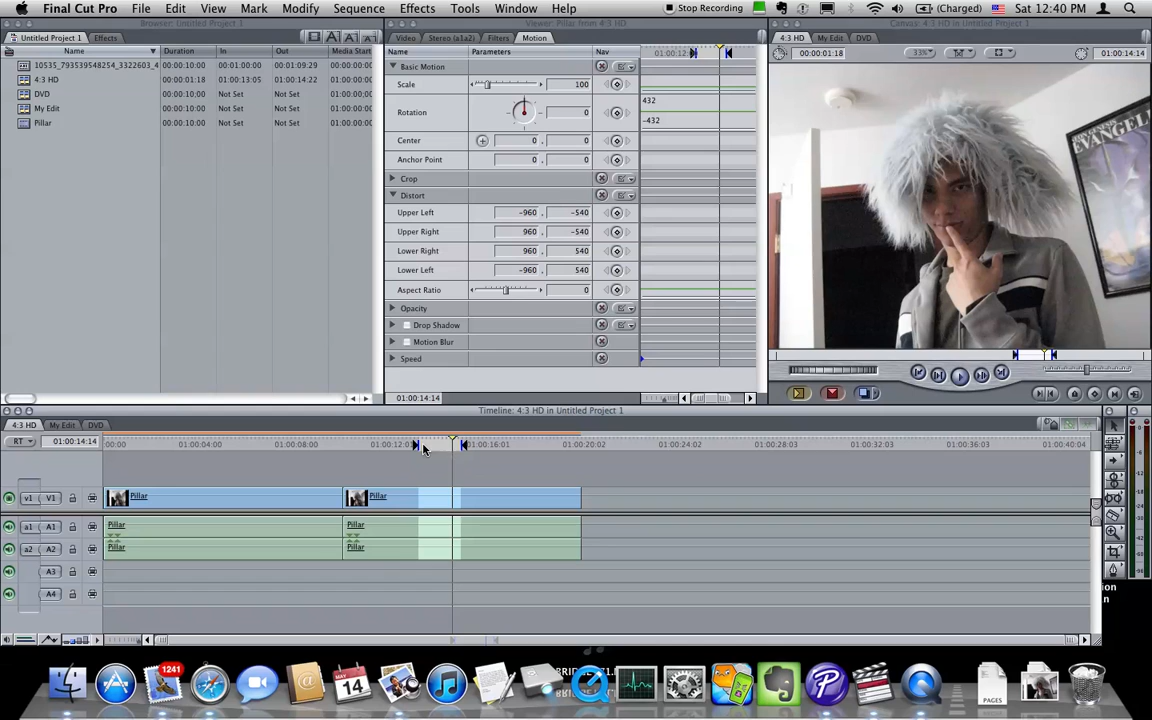 Final Cut Pro File Edit View Mark Modify Sequence Effects Tools Window Help Stop Recording (Charged) Sat 12:40 PM
Browser: Untitled Project 1
Untitled Project 1 Effects
Name Duration In Out Media Start
10535_793539548254_3322603_4 00:00:10:00 01:00:00:00 01:01:09:29 00:00:00:00
4:3 HD 00:00:01:18 01:00:13:05 01:00:14:22 01:00:00:00
DVD 00:00:10:00 Not Set Not Set 01:00:00:00
My Edit 00:00:10:00 Not Set Not Set 01:00:00:00
Pillar 00:00:10:00 Not Set Not Set 01:00:00:00
Viewer: Pillar from 4:3 HD
Video Stereo (a1a2) Filters Motion
Name Parameters Nav 01:00:12
Basic Motion
Scale 100
Rotation 0 432 -432
Center 0 , 0
Anchor Point 0 , 0
Crop
Distort
Upper Left -960 , -540
Upper Right 960 , -540
Lower Right 960 , 540
Lower Left -960 , 540
Aspect Ratio 0
Opacity
Drop Shadow
Motion Blur
Speed
01:00:14:14
Canvas: 4:3 HD in Untitled Project 1
4:3 HD My Edit DVD
00:00:01:18 33% 01:00:14:14
NEON GENESIS
EVANGEL
Timeline: 4:3 HD in Untitled Project 1
4:3 HD My Edit DVD
RT 01:00:14:14 00:00 01:00:04:00 01:00:08:00 01:00:12:01 01:00:16:01 01:00:20:02 01:00:24:02 01:00:28:03 01:00:32:03 01:00:36:03 01:00:40:04
v1 V1 Pillar Pillar
a1 A1 Pillar Pillar
a2 A2 Pillar Pillar
A3
A4
1241
MAY
14
PAGES